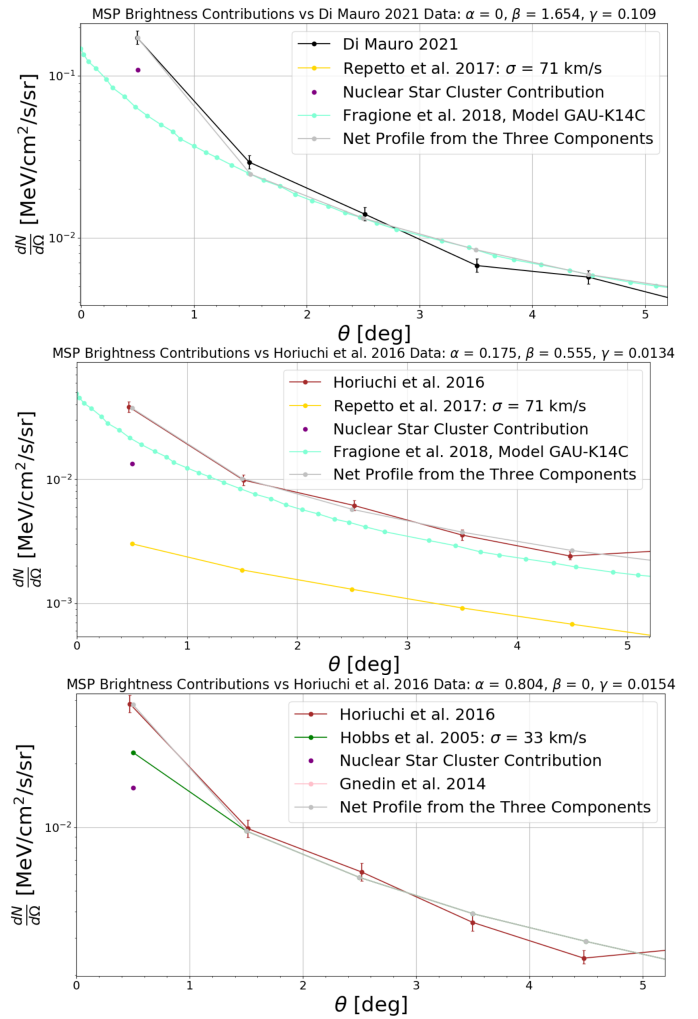 MSP Brightness Contributions vs Di Mauro 2021 Data: α = 0, β = 1.654, γ = 0.109
Di Mauro 2021
Repetto et al. 2017: σ = 71 km/s
Nuclear Star Cluster Contribution
Fragione et al. 2018, Model GAU-K14C
Net Profile from the Three Components
10⁻¹
10⁻²
dN/dΩ [MeV/cm²/s/sr]
0 1 2 3 4 5
θ [deg]
MSP Brightness Contributions vs Horiuchi et al. 2016 Data: α = 0.175, β = 0.555, γ = 0.0134
Horiuchi et al. 2016
Repetto et al. 2017: σ = 71 km/s
Nuclear Star Cluster Contribution
Fragione et al. 2018, Model GAU-K14C
Net Profile from the Three Components
10⁻²
10⁻³
dN/dΩ [MeV/cm²/s/sr]
0 1 2 3 4 5
θ [deg]
MSP Brightness Contributions vs Horiuchi et al. 2016 Data: α = 0.804, β = 0, γ = 0.0154
Horiuchi et al. 2016
Hobbs et al. 2005: σ = 33 km/s
Nuclear Star Cluster Contribution
Gnedin et al. 2014
Net Profile from the Three Components
10⁻²
dN/dΩ [MeV/cm²/s/sr]
0 1 2 3 4 5
θ [deg]